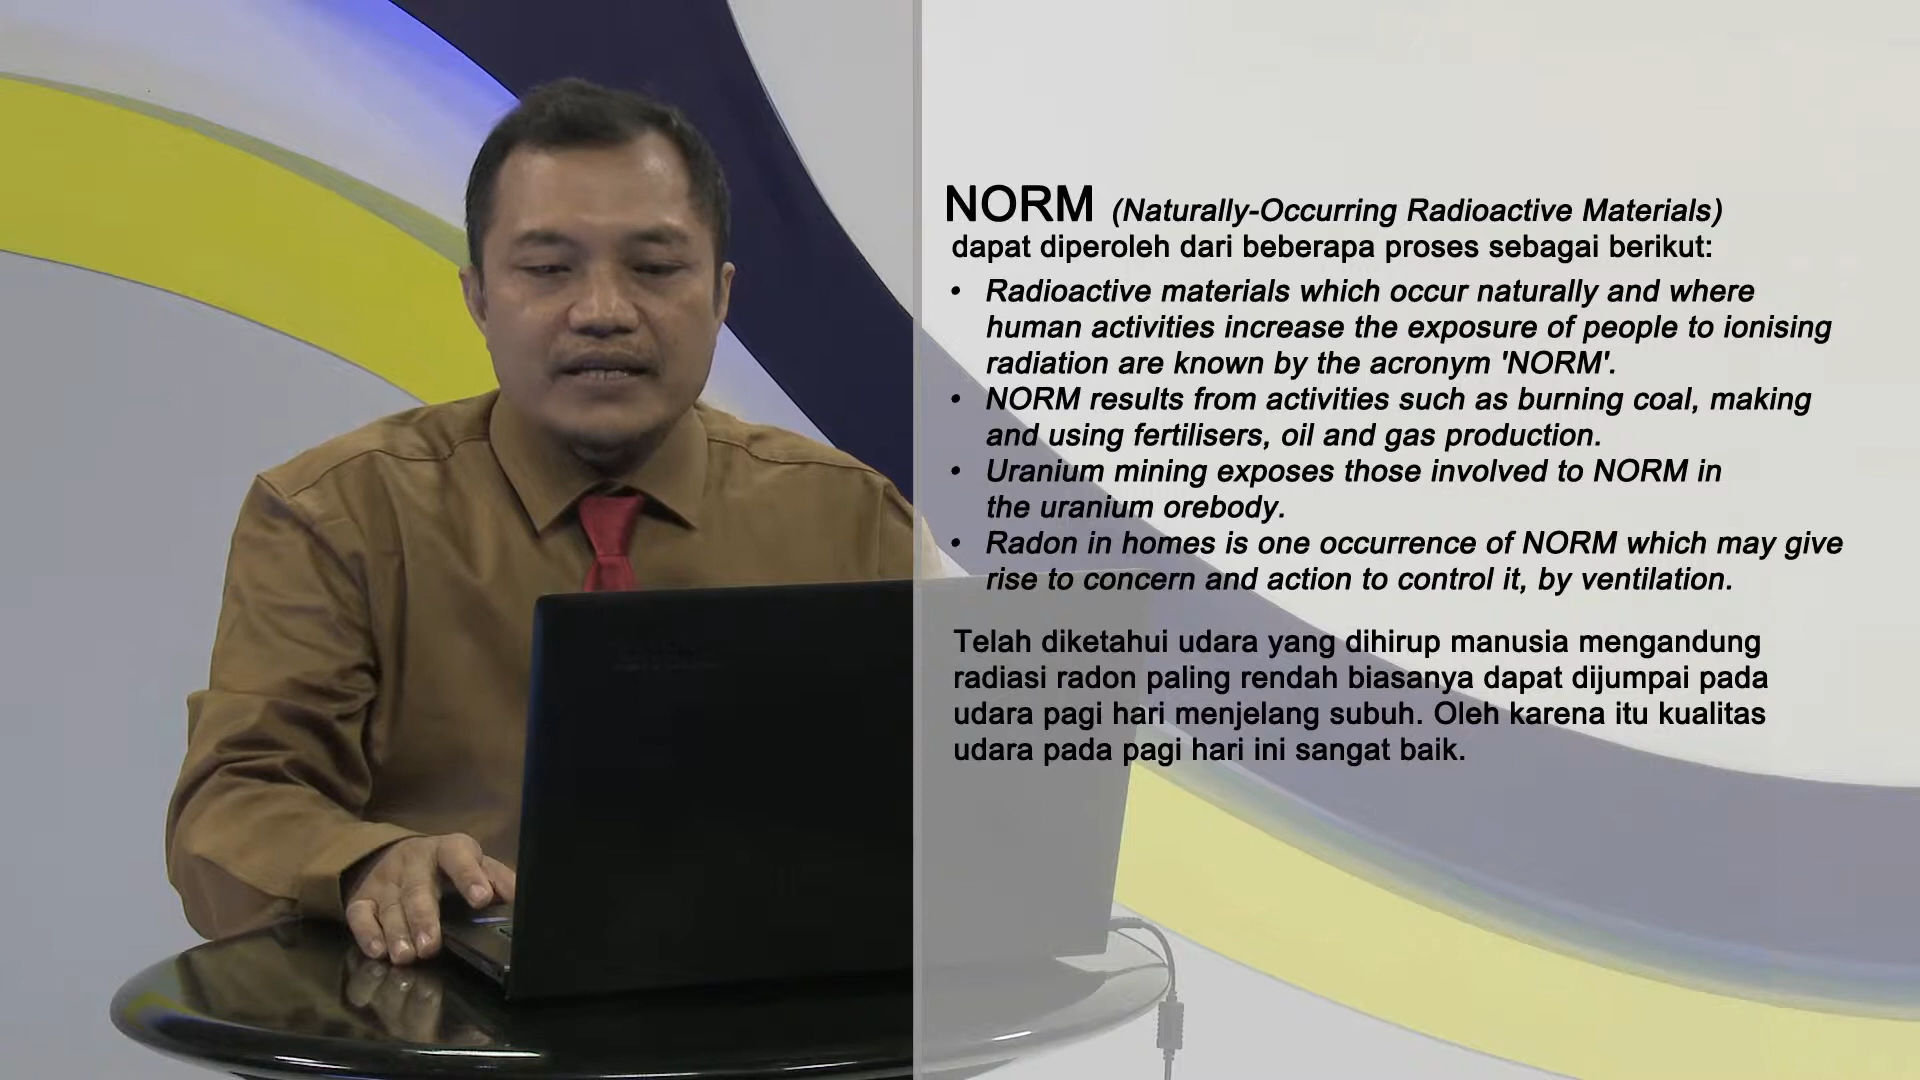 NORM (Naturally-Occurring Radioactive Materials)
dapat diperoleh dari beberapa proses sebagai berikut:
• Radioactive materials which occur naturally and where
human activities increase the exposure of people to ionising
radiation are known by the acronym 'NORM'.
• NORM results from activities such as burning coal, making
and using fertilisers, oil and gas production.
• Uranium mining exposes those involved to NORM in
the uranium orebody.
• Radon in homes is one occurrence of NORM which may give
rise to concern and action to control it, by ventilation.
Telah diketahui udara yang dihirup manusia mengandung
radiasi radon paling rendah biasanya dapat dijumpai pada
udara pagi hari menjelang subuh. Oleh karena itu kualitas
udara pada pagi hari ini sangat baik.